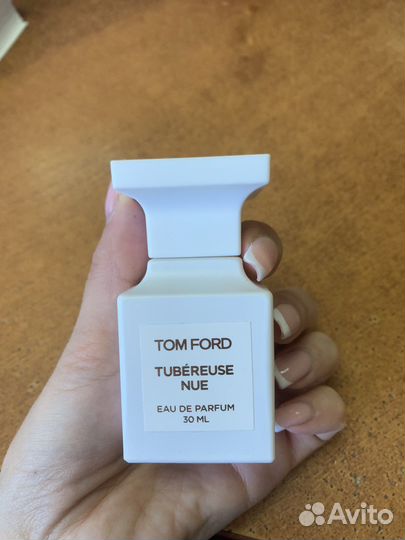 TOM FORD
TUBÉREUSE
NUE
EAU DE PARFUM
30 ML
Avito